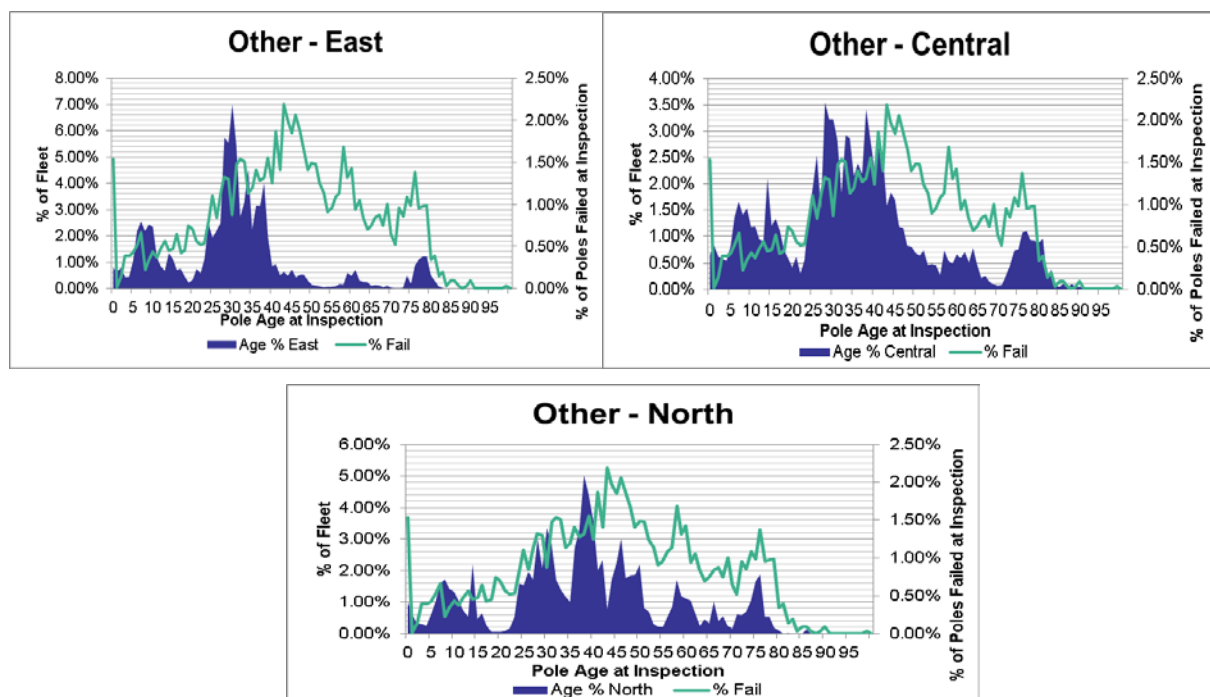 Other - East
8.00%
7.00%
6.00%
5.00%
4.00%
3.00%
2.00%
1.00%
0.00%
% of Fleet
2.50%
2.00%
1.50%
1.00%
0.50%
0.00%
% of Poles Failed at Inspection
0 5 10 15 20 25 30 35 40 45 50 55 60 65 70 75 80 85 90 95
Pole Age at Inspection
Age % East % Fail
Other - Central
4.00%
3.50%
3.00%
2.50%
2.00%
1.50%
1.00%
0.50%
0.00%
% of Fleet
2.50%
2.00%
1.50%
1.00%
0.50%
0.00%
% of Poles Failed at Inspection
0 5 10 15 20 25 30 35 40 45 50 55 60 65 70 75 80 85 90 95
Pole Age at Inspection
Age % Central % Fail
Other - North
6.00%
5.00%
4.00%
3.00%
2.00%
1.00%
0.00%
% of Fleet
2.50%
2.00%
1.50%
1.00%
0.50%
0.00%
% of Poles Failed at Inspection
0 5 10 15 20 25 30 35 40 45 50 55 60 65 70 75 80 85 90 95
Pole Age at Inspection
Age % North % Fail